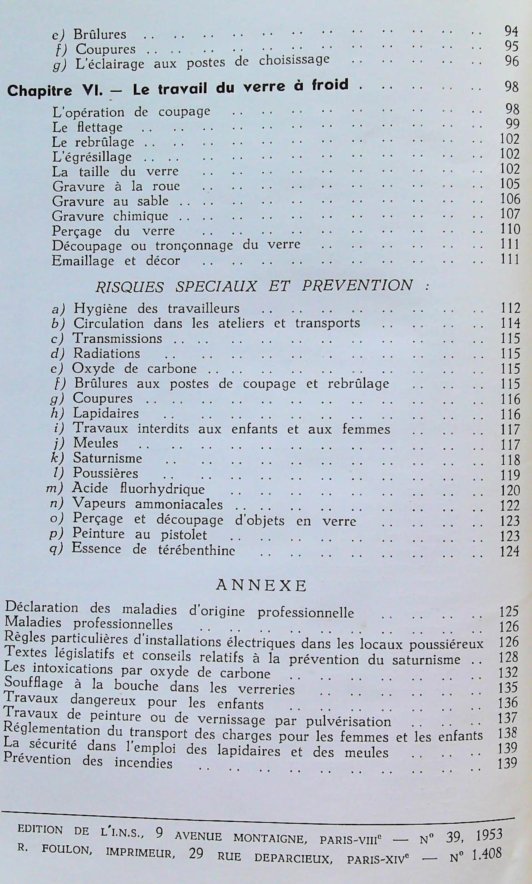 e) Brûlures .. .. .. .. .. .. .. .. .. 94
f) Coupures .. .. .. .. .. .. .. .. .. 95
g) L'éclairage aux postes de choisissage .. .. .. .. 96
Chapitre VI. — Le travail du verre à froid . .. .. .. .. 98
L'opération de coupage .. .. .. .. .. .. .. 98
Le flettage .. .. .. .. .. .. .. .. .. 99
Le rebrûlage .. .. .. .. .. .. .. .. .. 102
L'égrésillage .. .. .. .. .. .. .. .. .. 102
La taille du verre .. .. .. .. .. .. .. 102
Gravure à la roue .. .. .. .. .. .. .. 105
Gravure au sable .. .. .. .. .. .. .. .. 106
Gravure chimique .. .. .. .. .. .. .. .. 107
Perçage du verre .. .. .. .. .. .. .. 110
Découpage ou tronçonnage du verre .. .. .. .. 111
Emaillage et décor .. .. .. .. .. .. .. 111
RISQUES SPECIAUX ET PREVENTION :
a) Hygiène des travailleurs .. .. .. .. .. .. 112
b) Circulation dans les ateliers et transports .. .. .. 114
c) Transmissions .. .. .. .. .. .. .. .. 115
d) Radiations .. .. .. .. .. .. .. .. 115
e) Oxyde de carbone .. .. .. .. .. .. .. 115
f) Brûlures aux postes de coupage et rebrûlage .. .. .. 115
g) Coupures .. .. .. .. .. .. .. .. .. 116
h) Lapidaires .. .. .. .. .. .. .. .. 116
i) Travaux interdits aux enfants et aux femmes .. .. .. 117
j) Meules .. .. .. .. .. .. .. .. .. 117
k) Saturnisme .. .. .. .. .. .. .. .. 118
l) Poussières .. .. .. .. .. .. .. .. 119
m) Acide fluorhydrique .. .. .. .. .. .. .. 120
n) Vapeurs ammoniacales .. .. .. .. .. .. .. 122
o) Perçage et découpage d'objets en verre .. .. .. .. 123
p) Peinture au pistolet .. .. .. .. .. .. .. 123
q) Essence de térébenthine .. .. .. .. .. .. 124
ANNEXE
Déclaration des maladies d'origine professionnelle .. .. .. .. 125
Maladies professionnelles .. .. .. .. .. .. .. .. 126
Règles particulières d'installations électriques dans les locaux poussiéreux 126
Textes législatifs et conseils relatifs à la prévention du saturnisme .. 128
Les intoxications par oxyde de carbone .. .. .. .. .. 132
Soufflage à la bouche dans les verreries .. .. .. .. .. 135
Travaux dangereux pour les enfants .. .. .. .. .. .. 136
Travaux de peinture ou de vernissage par pulvérisation .. .. .. 137
Réglementation du transport des charges pour les femmes et les enfants 138
La sécurité dans l'emploi des lapidaires et des meules .. .. .. 139
Prévention des incendies .. .. .. .. .. .. .. .. 139
EDITION DE L'I.N.S., 9 AVENUE MONTAIGNE, PARIS-VIIIe — N° 39, 1953
R. FOULON, IMPRIMEUR, 29 RUE DEPARCIEUX, PARIS-XIVe — N° 1.408